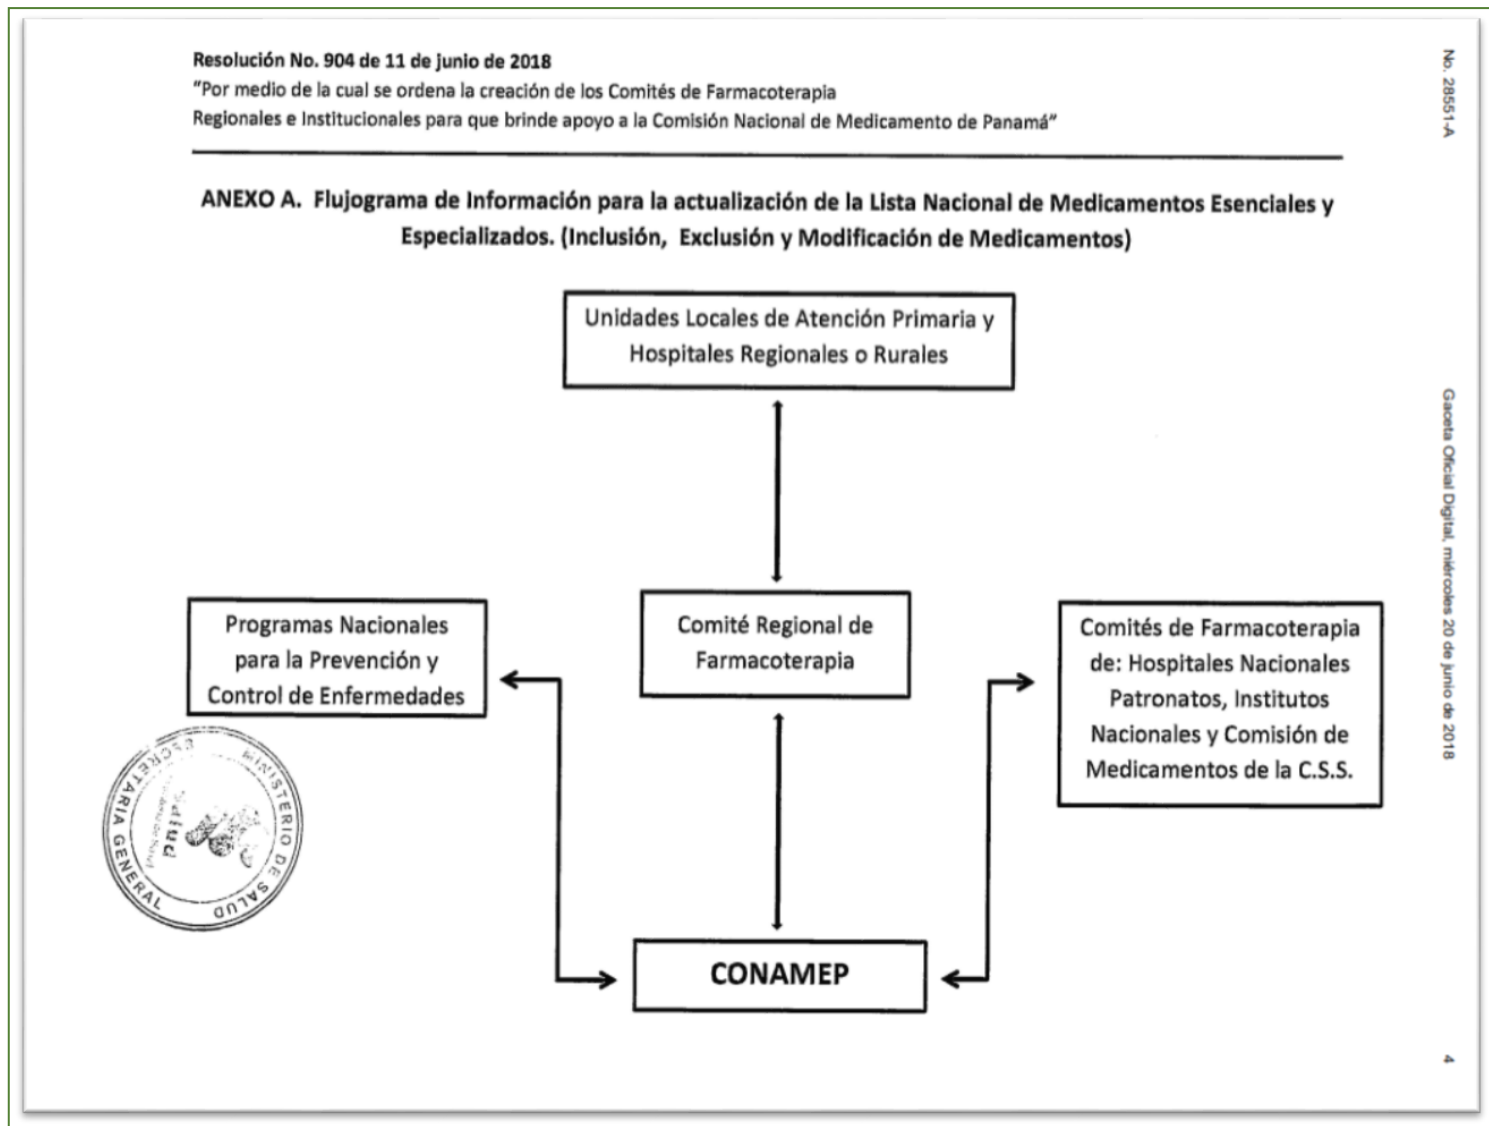 Resolución No. 904 de 11 de junio de 2018
"Por medio de la cual se ordena la creación de los Comités de Farmacoterapia
Regionales e Institucionales para que brinde apoyo a la Comisión Nacional de Medicamento de Panamá"
ANEXO A. Flujograma de Información para la actualización de la Lista Nacional de Medicamentos Esenciales y
Especializados. (Inclusión, Exclusión y Modificación de Medicamentos)
Unidades Locales de Atención Primaria y
Hospitales Regionales o Rurales
Programas Nacionales
para la Prevención y
Control de Enfermedades
Comité Regional de
Farmacoterapia
Comités de Farmacoterapia
de: Hospitales Nacionales
Patronatos, Institutos
Nacionales y Comisión de
Medicamentos de la C.S.S.
CONAMEP
MINISTERIO DE SALUD
SECRETARIA GENERAL
No. 28551-A
Gaceta Oficial Digital, miércoles 20 de junio de 2018
4